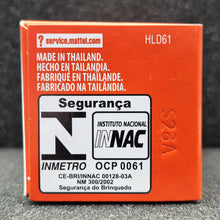 ? service.mattel.com
HLD61
MADE IN THAILAND.
HECHO EN TAILANDIA.
FABRIQUÉ EN THAÏLANDE.
FABRICADO NA TAILÂNDIA.
Segurança
INMETRO
INSTITUTO NACIONAL
INNAC
OCP 0061
CE-BRI/INNAC 00128-03A
NM 300/2002
Segurança do Brinquedo